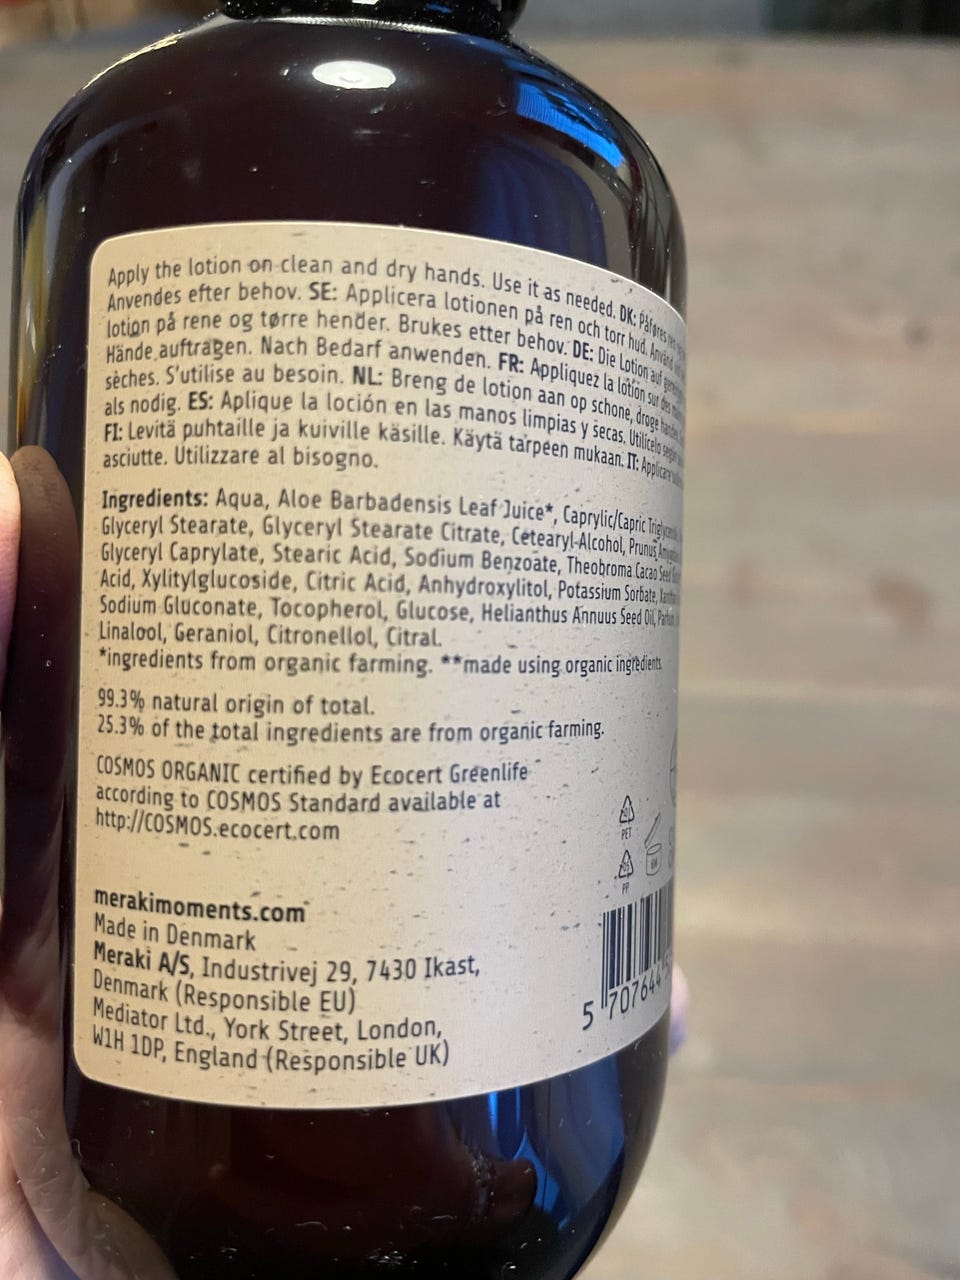 Apply the lotion on clean and dry hands. Use it as needed. DK: Påføres
Anvendes efter behov. SE: Applicera lotionen på ren och torr hud. Använd
lotion på rene og tørre hender. Brukes etter behov. DE: Die Lotion auf
Hände auftragen. Nach Bedarf anwenden. FR: Appliquez la lotion sur des
sèches. S'utilise au besoin. NL: Breng de lotion aan op schone, droge
als nodig. ES: Aplique la loción en las manos limpias y secas. Utilícelo según
FI: Levitä puhtaille ja kuiville käsille. Käytä tarpeen mukaan. IT: Applicare
asciutte. Utilizzare al bisogno.
Ingredients: Aqua, Aloe Barbadensis Leaf Juice*, Caprylic/Capric
Glyceryl Stearate, Glyceryl Stearate Citrate, Cetearyl-Alcohol, Prunus
Glyceryl Caprylate, Stearic Acid, Sodium Benzoate, Theobroma Cacao Seed
Acid, Xylitylglucoside, Citric Acid, Anhydroxylitol, Potassium Sorbate,
Sodium Gluconate, Tocopherol, Glucose, Helianthus Annuus Seed Oil, Parfum,
Linalool, Geraniol, Citronellol, Citral.
*ingredients from organic farming. **made using organic ingredients.
99.3% natural origin of total.
25.3% of the total ingredients are from organic farming.
COSMOS ORGANIC certified by Ecocert Greenlife
according to COSMOS Standard available at
http://COSMOS.ecocert.com
01
PET
05
PP
6M
merakimoments.com
Made in Denmark
Meraki A/S, Industrivej 29, 7430 Ikast,
Denmark (Responsible EU)
Mediator Ltd., York Street, London,
W1H 1DP, England (Responsible UK)
5 707644